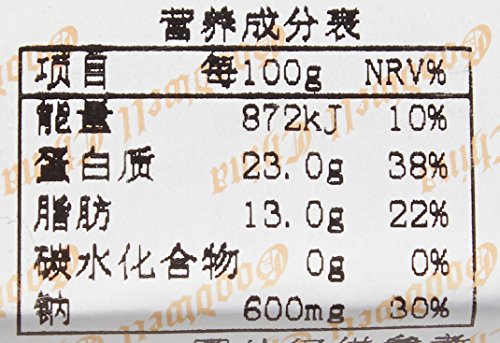 营养成分表
项目 每100g NRV%
能量 872kJ 10%
蛋白质 23.0g 38%
脂肪 13.0g 22%
碳水化合物 0g 0%
钠 600mg 30%